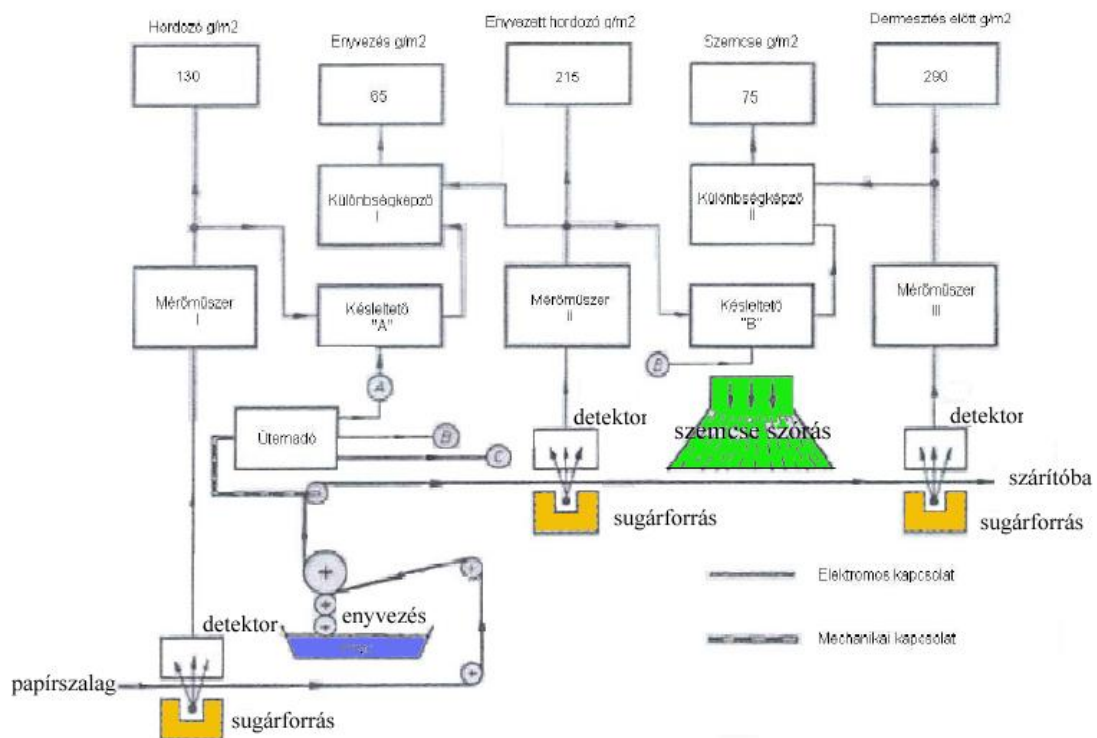 Hordozó g/m2
Enyvezés g/m2
Enyvezett hordozó g/m2
Szemcse g/m2
Dermesztés előtt g/m2
130
65
215
75
290
Különbségképző
I
Különbségképző
II
Mérőműszer
I
Késleltető
"A"
Mérőműszer
II
Késleltető
"B"
Mérőműszer
III
A
B
Ütemadó
B
C
detektor
szemcse szórás
detektor
szárítóba
sugárforrás
sugárforrás
Elektromos kapcsolat
enyvezés
detektor
Mechanikai kapcsolat
papírszalag
sugárforrás